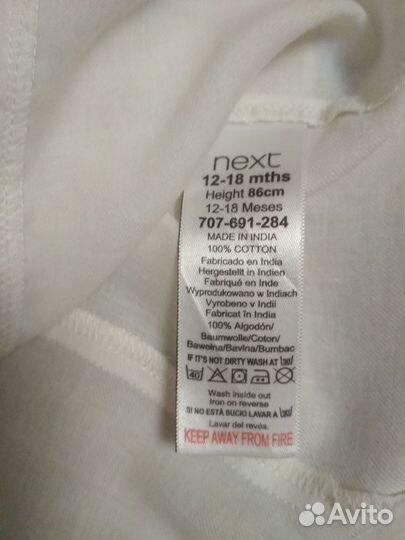 next
12-18 mths
Height 86cm
12-18 Meses
707-691-284
MADE IN INDIA
100% COTTON
Fabricado en India
Hergestellt in Indien
Fabriqué en Inde
Wyprodukowano w Indiach
Vyrobeno v Indii
Fabricat în India
100% Algodón/
Baumwolle/Coton/
Bawełna/Bavlna/Bumbac
IF IT'S NOT DIRTY WASH AT 30
40
Wash inside out
Iron on reverse
SI NO ESTÁ SUCIO LAVAR A 30
Lavar del revés.
KEEP AWAY FROM FIRE
Avito